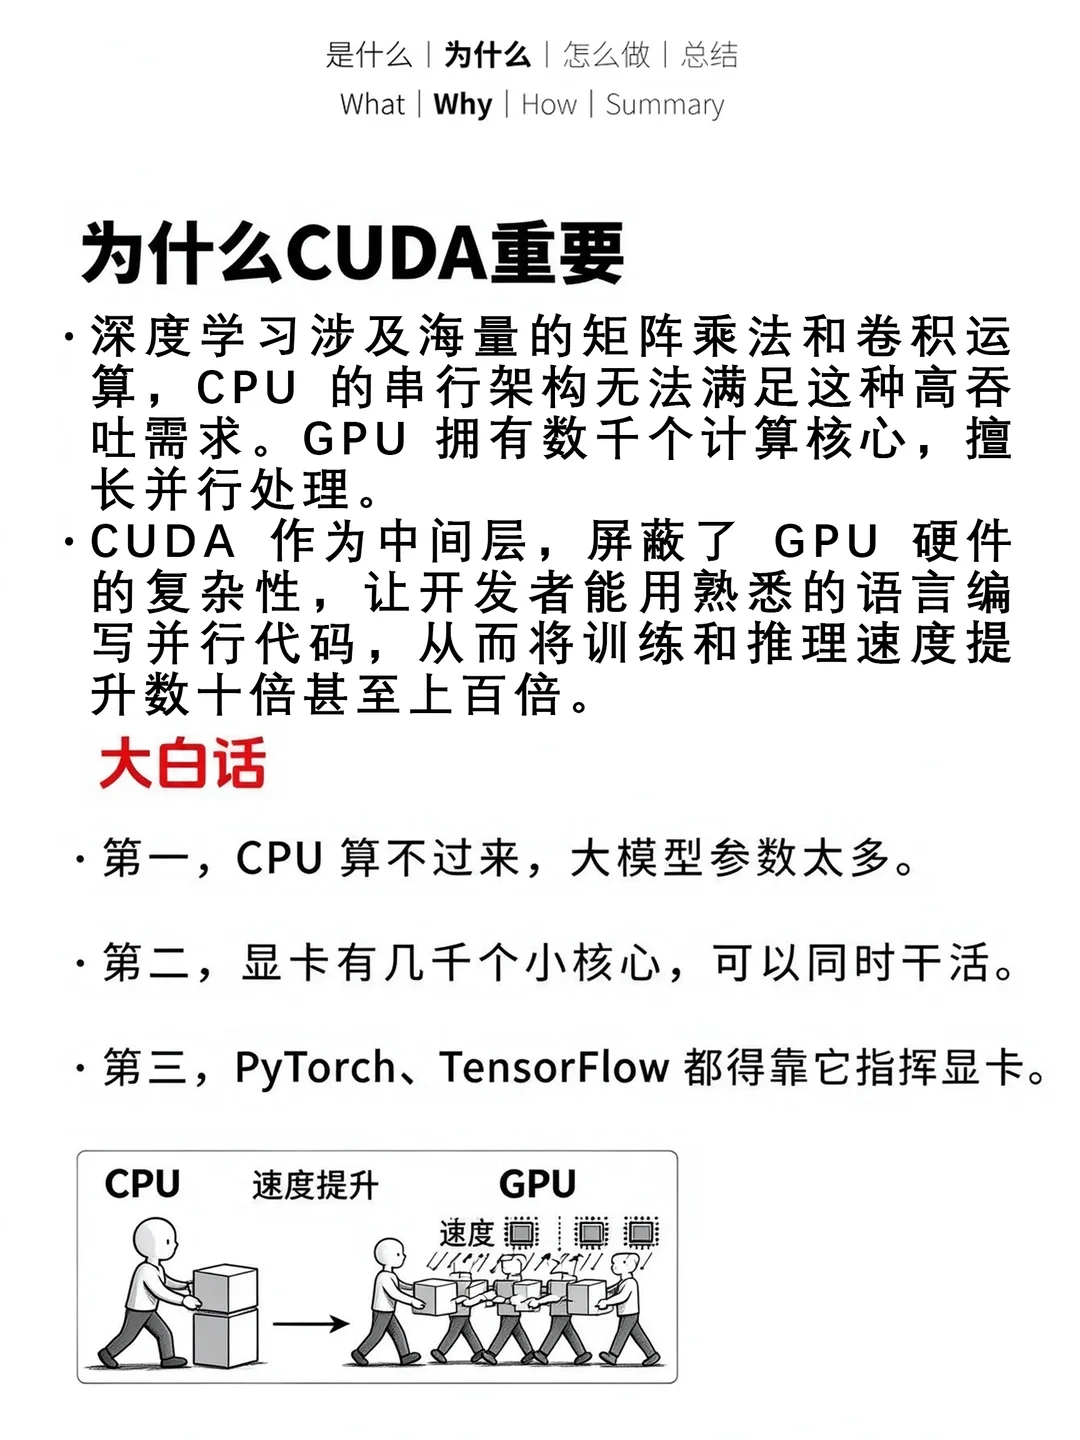 是什么 | 为什么 | 怎么做 | 总结
What | Why | How | Summary
为什么CUDA重要
· 深度学习涉及海量的矩阵乘法和卷积运
算，CPU 的串行架构无法满足这种高吞
吐需求。GPU 拥有数千个计算核心，擅
长并行处理。
· CUDA 作为中间层，屏蔽了 GPU 硬件
的复杂性，让开发者能用熟悉的语言编
写并行代码，从而将训练和推理速度提
升数十倍甚至上百倍。
大白话
· 第一，CPU 算不过来，大模型参数太多。
· 第二，显卡有几千个小核心，可以同时干活。
· 第三，PyTorch、TensorFlow 都得靠它指挥显卡。
CPU 速度提升 GPU
速度